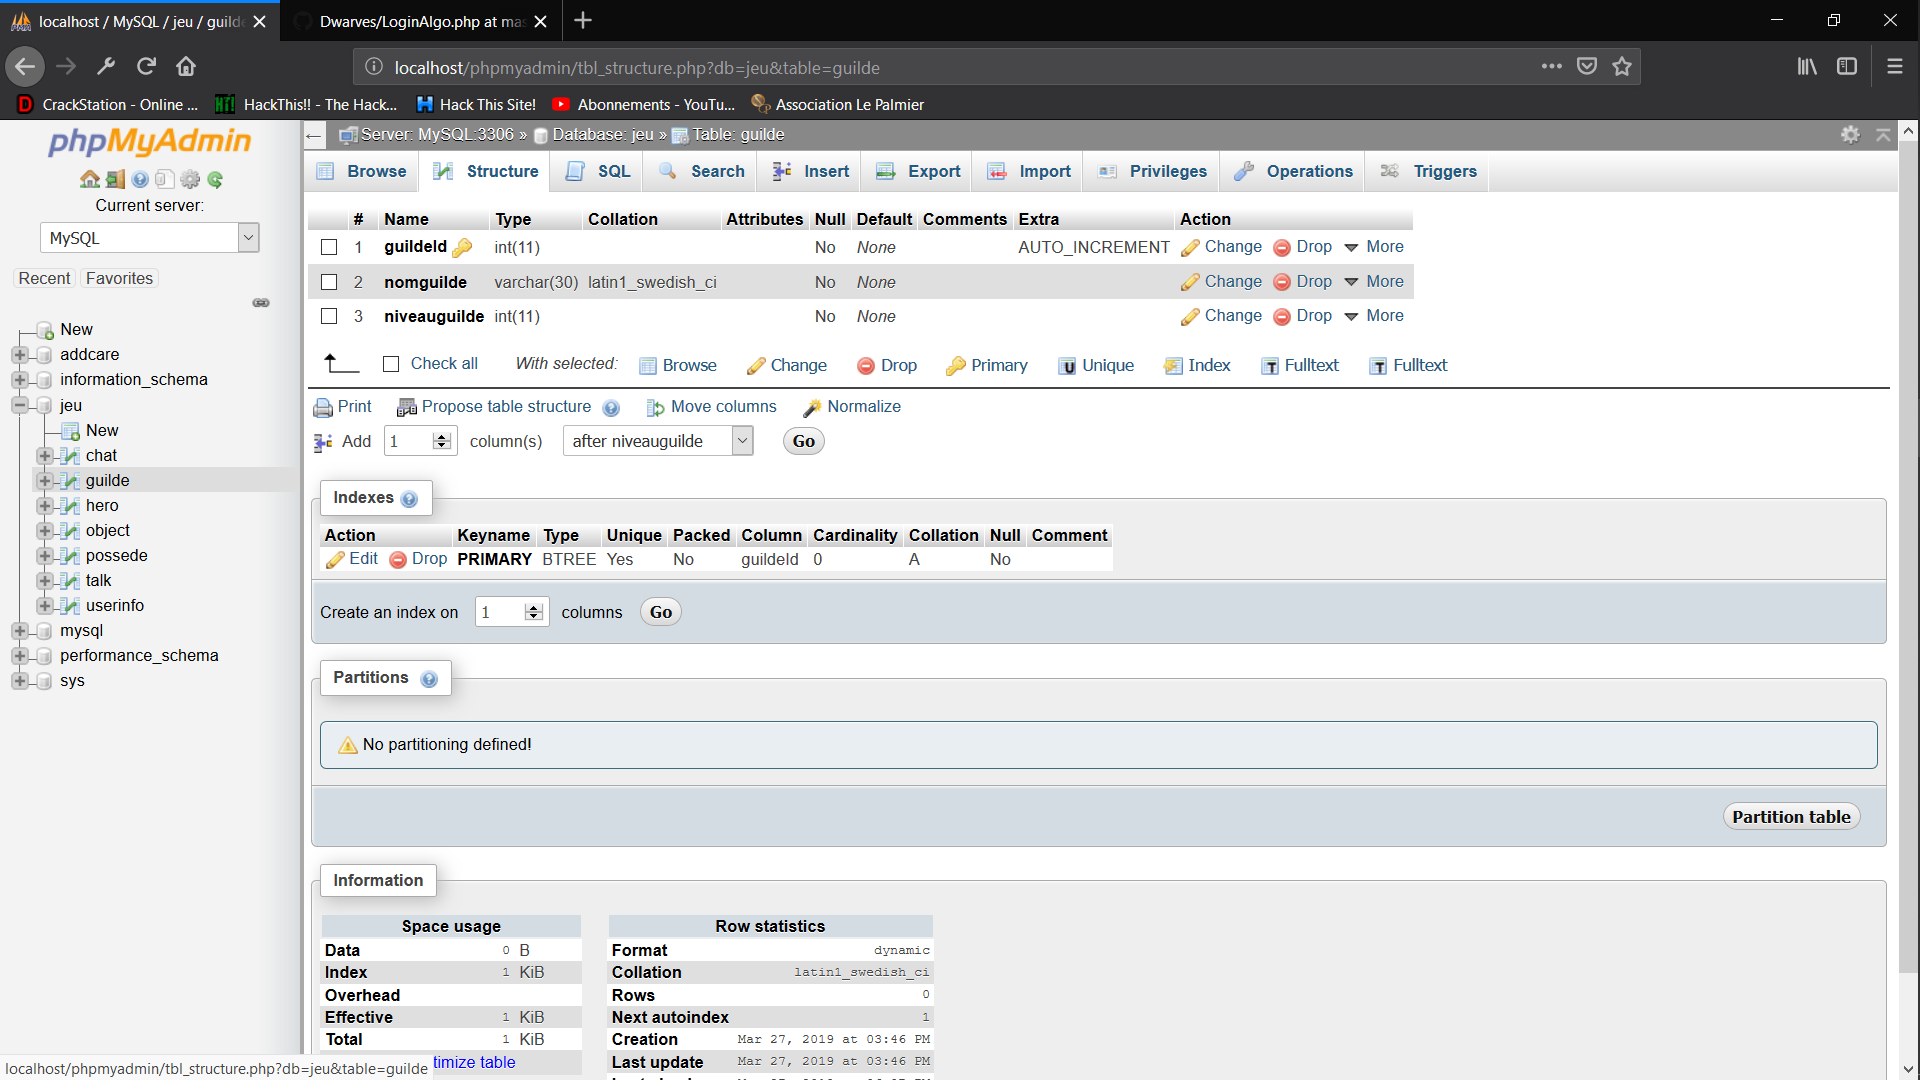 localhost / MySQL / jeu / guilde
Dwarves/LoginAlgo.php at mas
localhost/phpmyadmin/tbl_structure.php?db=jeu&table=guilde
CrackStation - Online ...
HackThis!! - The Hack...
Hack This Site!
Abonnements - YouTu...
Association Le Palmier
phpMyAdmin
Current server:
MySQL
Recent Favorites
New
addcare
information_schema
jeu
New
chat
guilde
hero
object
possede
talk
userinfo
mysql
performance_schema
sys
Server: MySQL:3306 » Database: jeu » Table: guilde
Browse Structure SQL Search Insert Export Import Privileges Operations Triggers
# Name Type Collation Attributes Null Default Comments Extra Action
1 guildeId int(11) No None AUTO_INCREMENT Change Drop More
2 nomguilde varchar(30) latin1_swedish_ci No None Change Drop More
3 niveauguilde int(11) No None Change Drop More
Check all With selected: Browse Change Drop Primary Unique Index Fulltext Fulltext
Print Propose table structure Move columns Normalize
Add 1 column(s) after niveauguilde Go
Indexes
Action Keyname Type Unique Packed Column Cardinality Collation Null Comment
Edit Drop PRIMARY BTREE Yes No guildeId 0 A No
Create an index on 1 columns Go
Partitions
No partitioning defined!
Partition table
Information
Space usage
Data 0 B
Index 1 KiB
Overhead
Effective 1 KiB
Total 1 KiB
timize table
Row statistics
Format dynamic
Collation latin1_swedish_ci
Rows 0
Next autoindex 1
Creation Mar 27, 2019 at 03:46 PM
Last update Mar 27, 2019 at 03:46 PM
localhost/phpmyadmin/tbl_structure.php?db=jeu&table=guilde